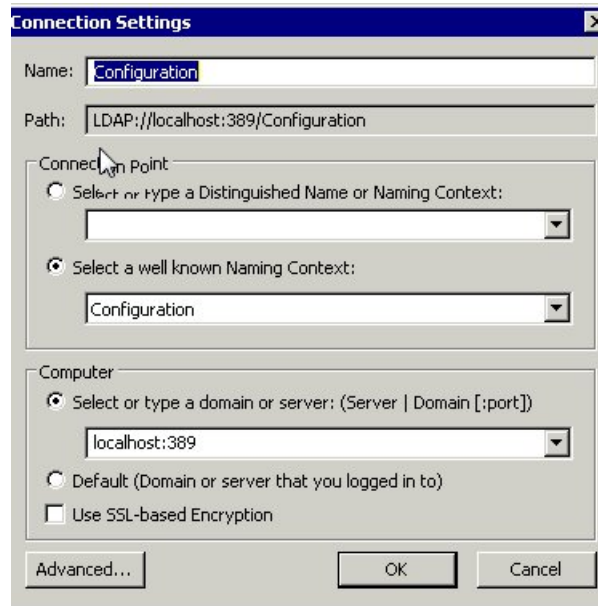 Connection Settings
Name: Configuration
Path: LDAP://localhost:389/Configuration
Connection Point
Select or type a Distinguished Name or Naming Context:
Select a well known Naming Context:
Configuration
Computer
Select or type a domain or server: (Server | Domain [:port])
localhost:389
Default (Domain or server that you logged in to)
Use SSL-based Encryption
Advanced... OK Cancel